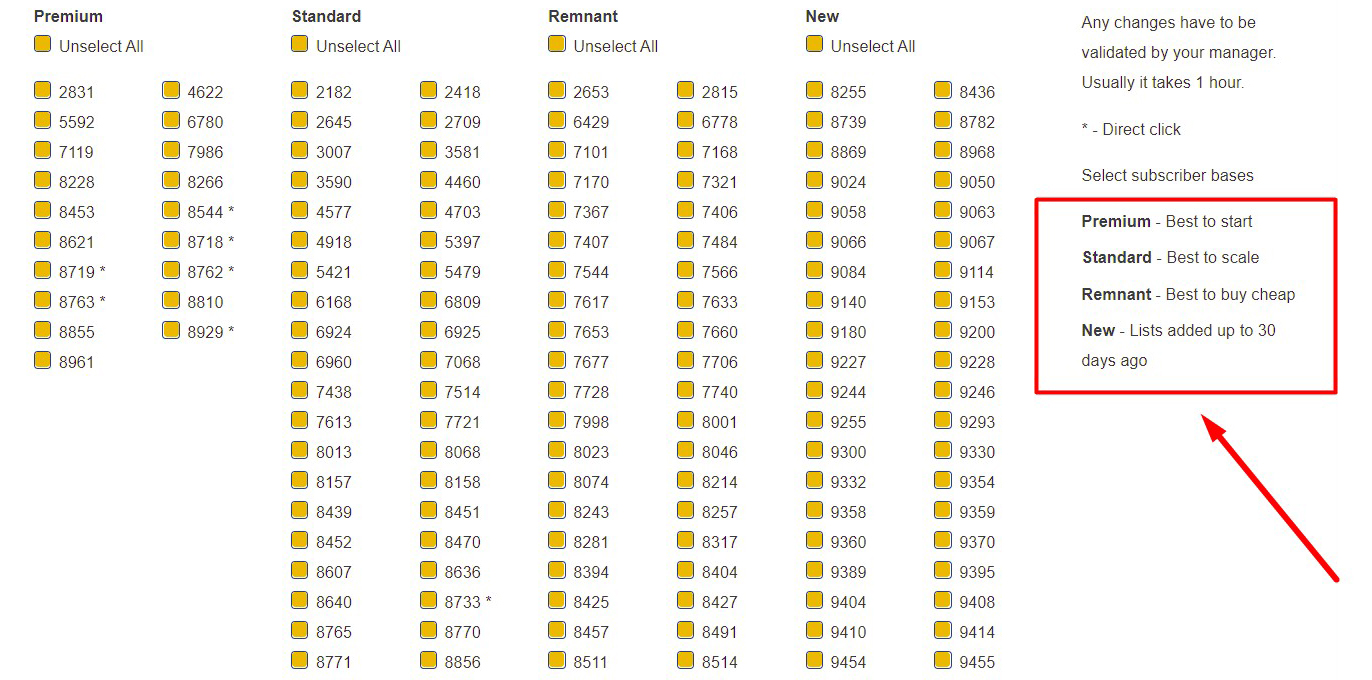 Premium
Unselect All
2831 4622
5592 6780
7119 7986
8228 8266
8453 8544 *
8621 8718 *
8719 * 8762 *
8763 * 8810
8855 8929 *
8961
Standard
Unselect All
2182 2418
2645 2709
3007 3581
3590 4460
4577 4703
4918 5397
5421 5479
6168 6809
6924 6925
6960 7068
7438 7514
7613 7721
8013 8068
8157 8158
8439 8451
8452 8470
8607 8636
8640 8733 *
8765 8770
8771 8856
Remnant
Unselect All
2653 2815
6429 6778
7101 7168
7170 7321
7367 7406
7407 7484
7544 7566
7617 7633
7653 7660
7677 7706
7728 7740
7998 8001
8023 8046
8074 8214
8243 8257
8281 8317
8394 8404
8425 8427
8457 8491
8511 8514
New
Unselect All
8255 8436
8739 8782
8869 8968
9024 9050
9058 9063
9066 9067
9084 9114
9140 9153
9180 9200
9227 9228
9244 9246
9255 9293
9300 9330
9332 9354
9358 9359
9360 9370
9389 9395
9404 9408
9410 9414
9454 9455
Any changes have to be
validated by your manager.
Usually it takes 1 hour.
* - Direct click
Select subscriber bases
Premium - Best to start
Standard - Best to scale
Remnant - Best to buy cheap
New - Lists added up to 30
days ago